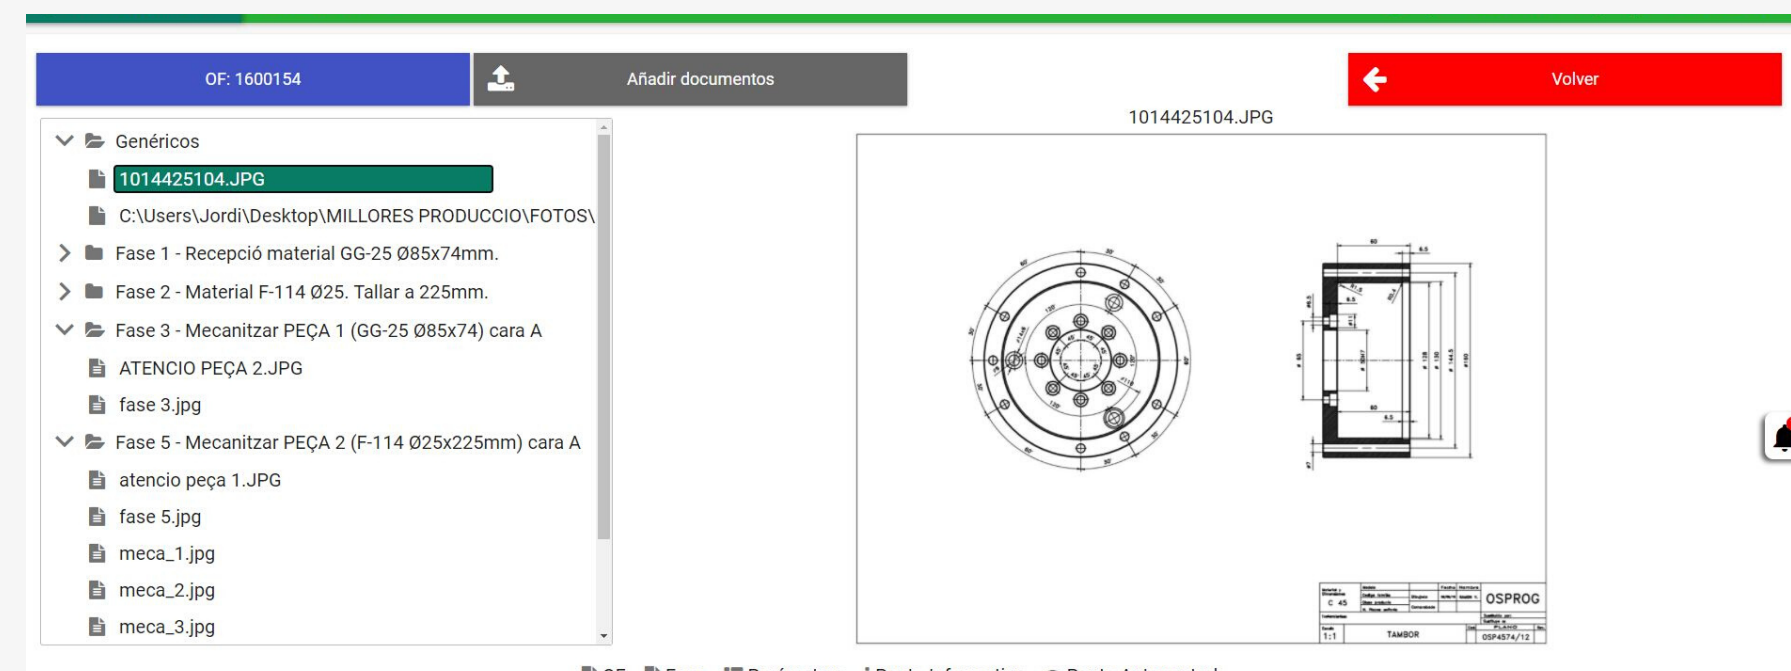 OF: 1600154
Añadir documentos
Volver
1014425104.JPG
Genéricos
1014425104.JPG
C:\Users\Jordi\Desktop\MILLORES PRODUCCIO\FOTOS\
Fase 1 - Recepció material GG-25 Ø85x74mm.
Fase 2 - Material F-114 Ø25. Tallar a 225mm.
Fase 3 - Mecanitzar PEÇA 1 (GG-25 Ø85x74) cara A
ATENCIO PEÇA 2.JPG
fase 3.jpg
Fase 5 - Mecanitzar PEÇA 2 (F-114 Ø25x225mm) cara A
atencio peça 1.JPG
fase 5.jpg
meca_1.jpg
meca_2.jpg
meca_3.jpg
C 45
OSPROG
PLANO
1:1
TAMBOR
OSP4574/12